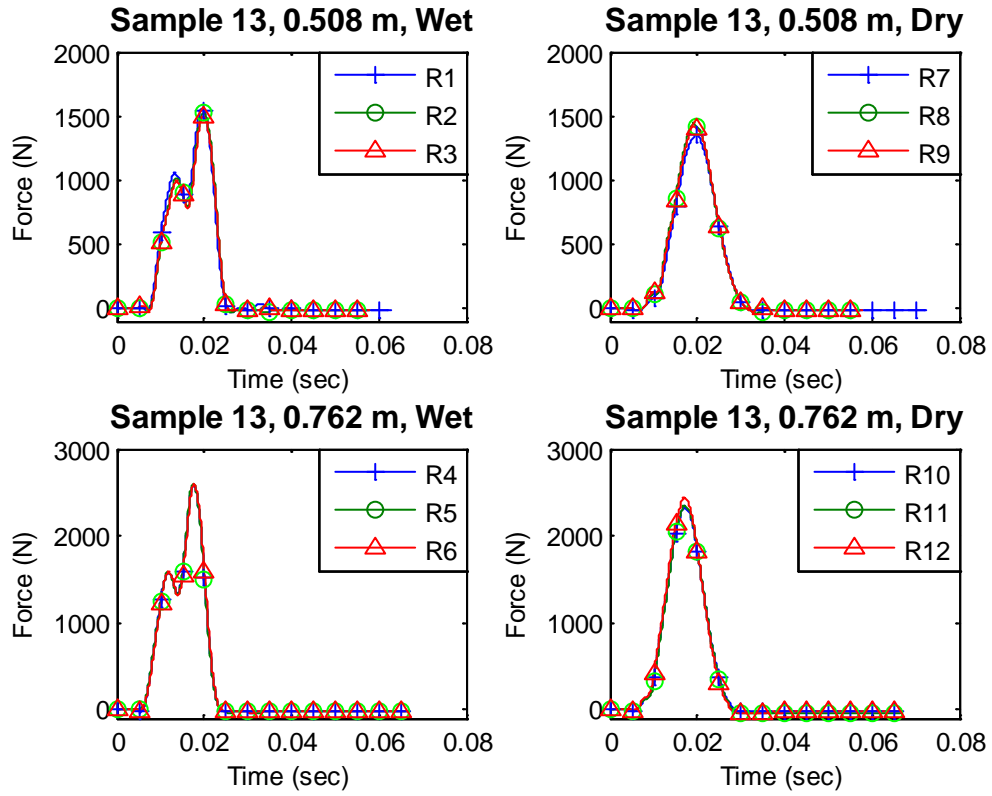 Sample 13, 0.508 m, Wet
2000
1500
1000
500
0
Force (N)
0 0.02 0.04 0.06 0.08
Time (sec)
R1
R2
R3
Sample 13, 0.508 m, Dry
2000
1500
1000
500
0
Force (N)
0 0.02 0.04 0.06 0.08
Time (sec)
R7
R8
R9
Sample 13, 0.762 m, Wet
3000
2000
1000
0
Force (N)
0 0.02 0.04 0.06 0.08
Time (sec)
R4
R5
R6
Sample 13, 0.762 m, Dry
3000
2000
1000
0
Force (N)
0 0.02 0.04 0.06 0.08
Time (sec)
R10
R11
R12